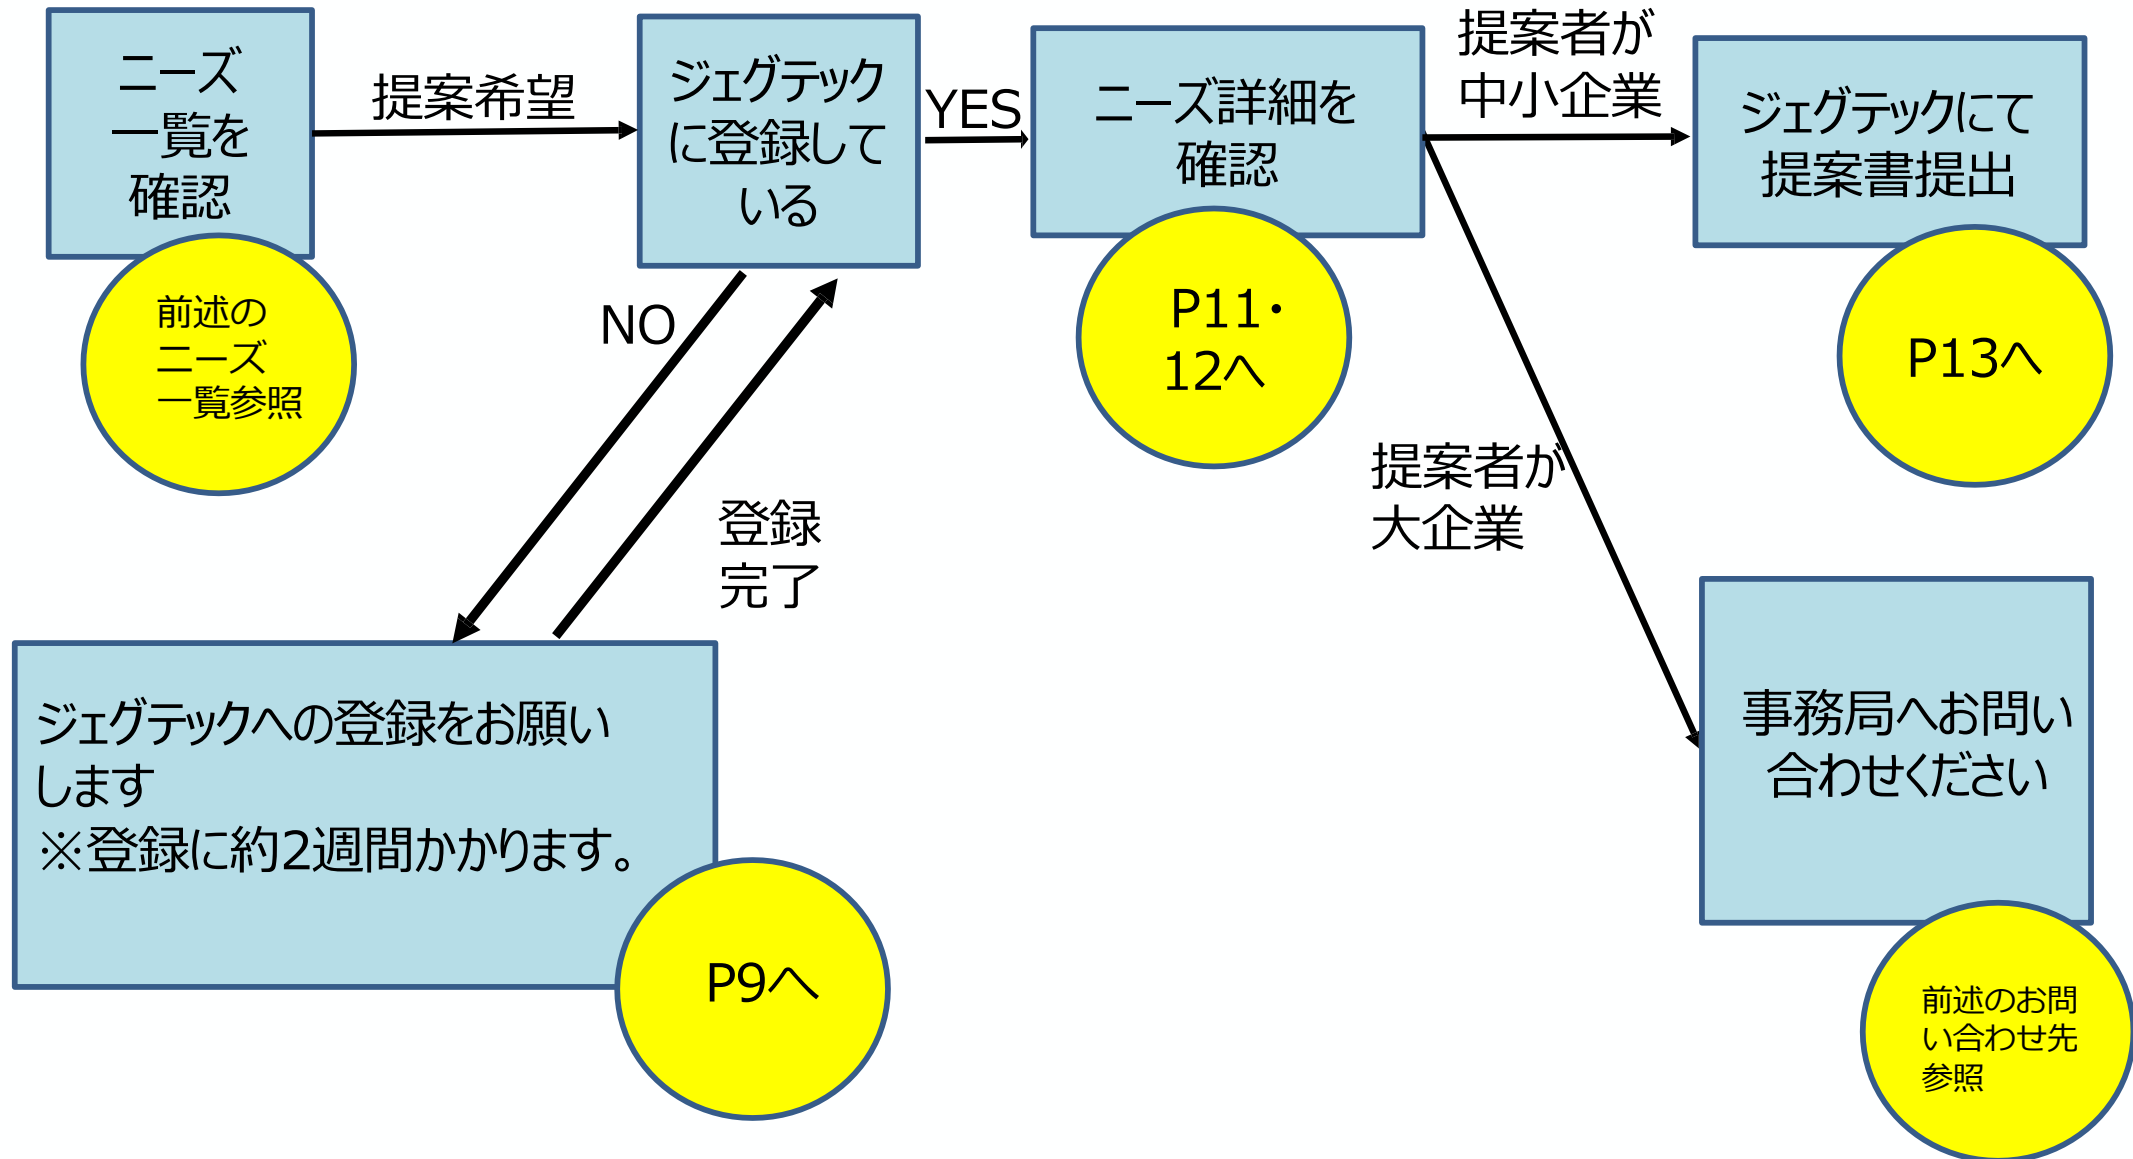 ニーズ
一覧を
確認
提案希望
ジェグテック
に登録して
いる
YES
ニーズ詳細を
確認
提案者が
中小企業
ジェグテックにて
提案書提出
前述の
ニーズ
一覧参照
NO
P11・
12へ
P13へ
登録
完了
提案者が
大企業
ジェグテックへの登録をお願い
します
※登録に約2週間かかります。
P9へ
事務局へお問い
合わせください
前述のお問
い合わせ先
参照